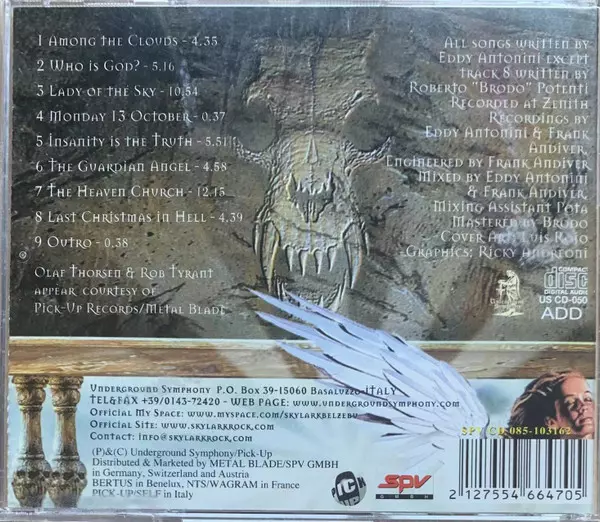 1 Among the Clouds - 4.35
2 Who is God? - 5.16
3 Lady of the Sky - 10.54
4 Monday 13 October - 0.37
5 Insanity is the Truth - 5.51
6 The Guardian Angel - 4.58
7 The Heaven Church - 12.15
8 Last Christmas in Hell - 4.39
9 Outro - 0.38
Olaf Thorsen & Rob Tyrant
appear courtesy of
Pick-Up Records/Metal Blade
All songs written by
Eddy Antonini except
track 8 written by
Roberto "Brodo" Potenti
Recorded at Zenith
Recordings by
Eddy Antonini & Frank
Andiver,
Engineered by Frank Andiver
Mixed by Eddy Antonini
& Frank Andiver,
Mixing Assistant Pota
Mastered by Brodo
Cover Art: Luis Royo
Graphics: Ricky Andreoni
COMPACT
disc
DIGITAL AUDIO
US CD-050
ADD
Underground Symphony P.O. Box 39-15060 Basaluzzo-ITALY
TEL&FAX +39/0143-72420 - WEB PAGE: www.undergroundsymphony.com
Official My Space: www.myspace.com/skylarkbelzebu
Official Site: www.skylarkrock.com
Contact: info@skylarkrock.com
(P)&(C) Underground Symphony/Pick-Up
Distributed & Marketed by METAL BLADE/SPV GMBH
in Germany, Switzerland and Austria
BERTUS in Benelux, NTS/WAGRAM in France
PICK-UP/SELF in Italy
PICK UP
SPV
GMBH
SPV CD 085-103162
2 127554 664705